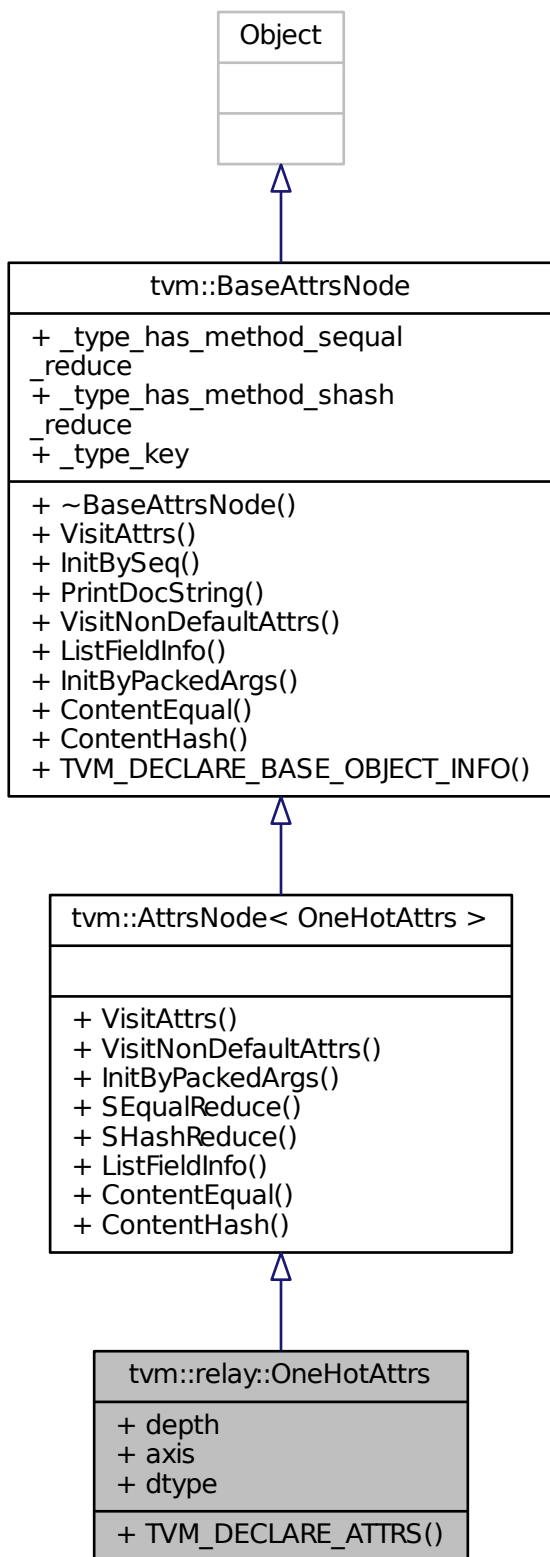 Object
tvm::BaseAttrsNode
+ _type_has_method_sequal
_reduce
+ _type_has_method_shash
_reduce
+ _type_key
+ ~BaseAttrsNode()
+ VisitAttrs()
+ InitBySeq()
+ PrintDocString()
+ VisitNonDefaultAttrs()
+ ListFieldInfo()
+ InitByPackedArgs()
+ ContentEqual()
+ ContentHash()
+ TVM_DECLARE_BASE_OBJECT_INFO()
tvm::AttrsNode< OneHotAttrs >
+ VisitAttrs()
+ VisitNonDefaultAttrs()
+ InitByPackedArgs()
+ SEqualReduce()
+ SHashReduce()
+ ListFieldInfo()
+ ContentEqual()
+ ContentHash()
tvm::relay::OneHotAttrs
+ depth
+ axis
+ dtype
+ TVM_DECLARE_ATTRS()